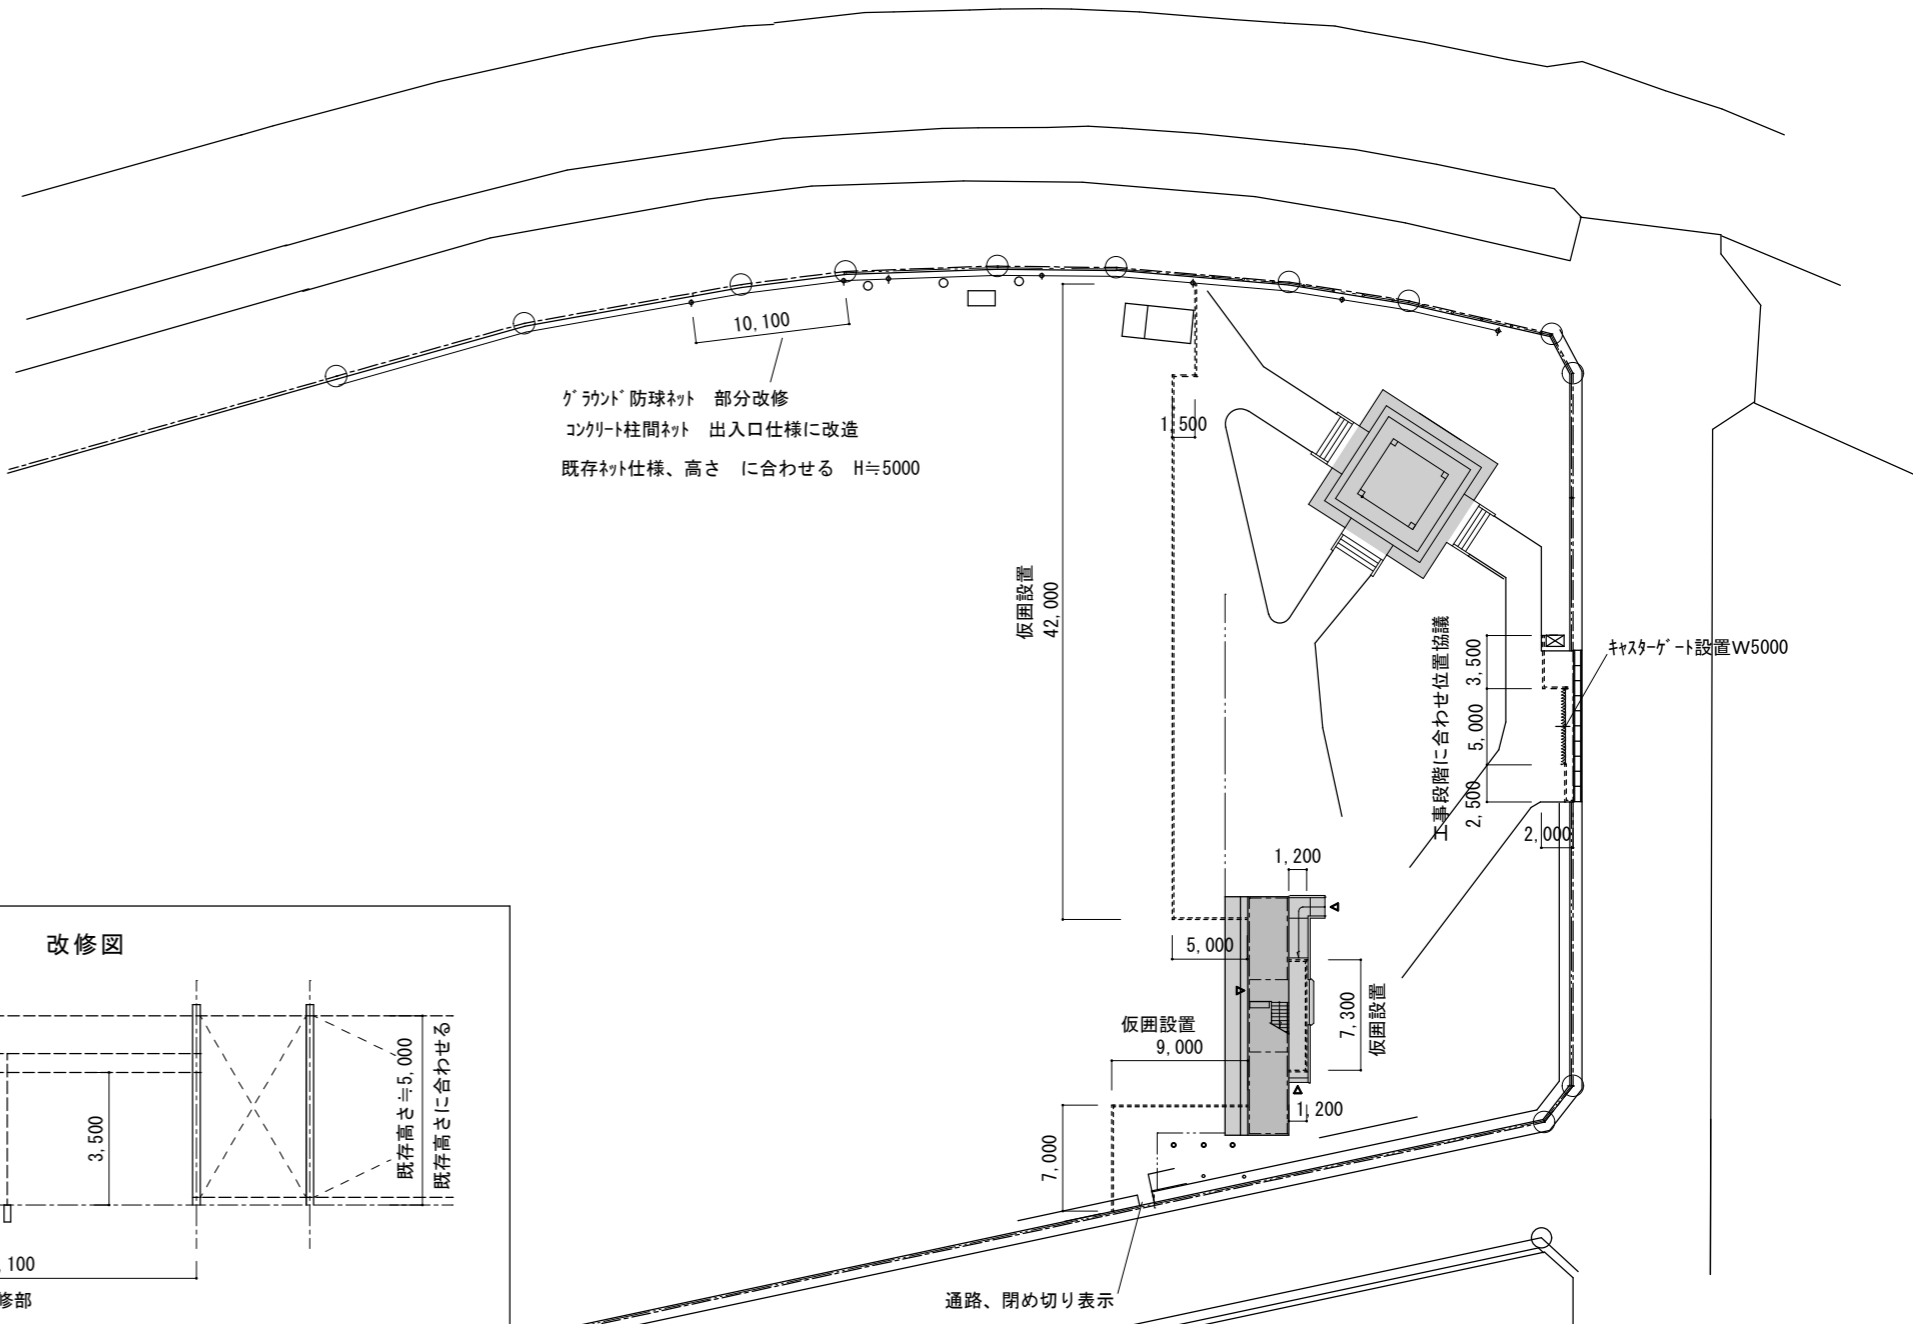 10,100
グラウンド防球ネット　部分改修
コンクリート柱間ネット　出入口仕様に改造
既存ネット仕様、高さ　に合わせる　H≒5000
1,500
仮囲設置
42,000
工事段階に合わせ位置協議
3,500
5,000
2,500
キャスターゲート設置W5000
2,000
1,200
5,000
7,300
仮囲設置
仮囲設置
9,000
1,200
7,000
通路、閉め切り表示
改修図
3,500
既存高さ≒5,000
既存高さに合わせる
,100
修部